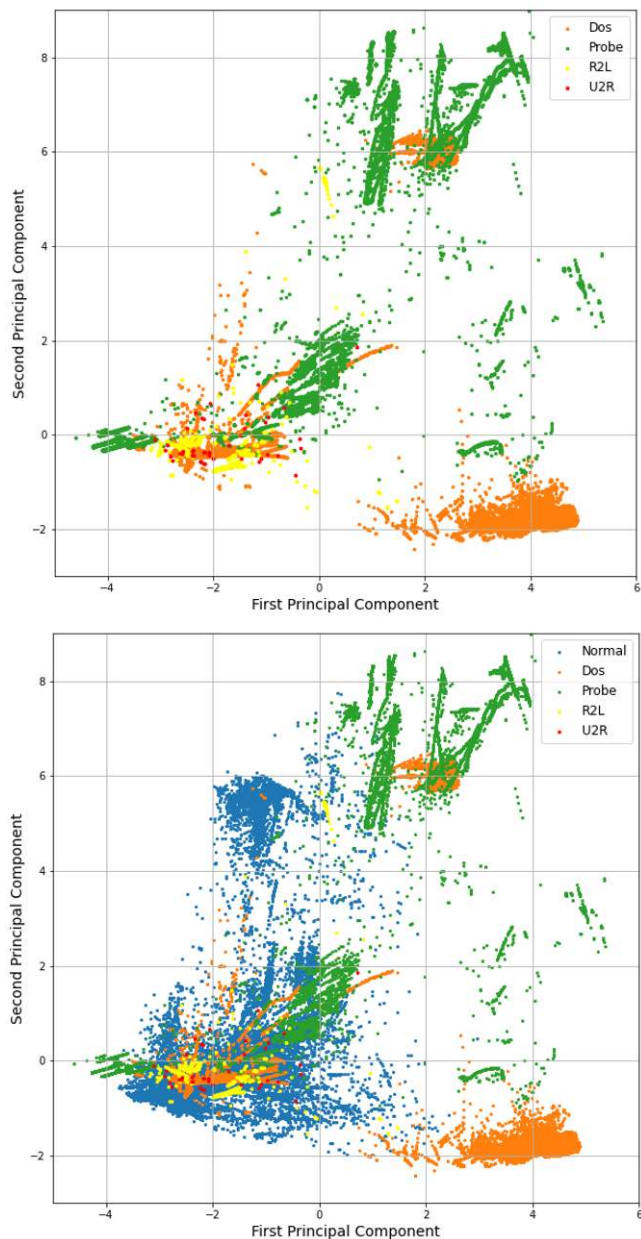 8
6
4
2
0
−2
Second Principal Component
Dos
Probe
R2L
U2R
−4
−2
0
2
4
6
First Principal Component
8
6
4
2
0
−2
Second Principal Component
Normal
Dos
Probe
R2L
U2R
−4
−2
0
2
4
6
First Principal Component